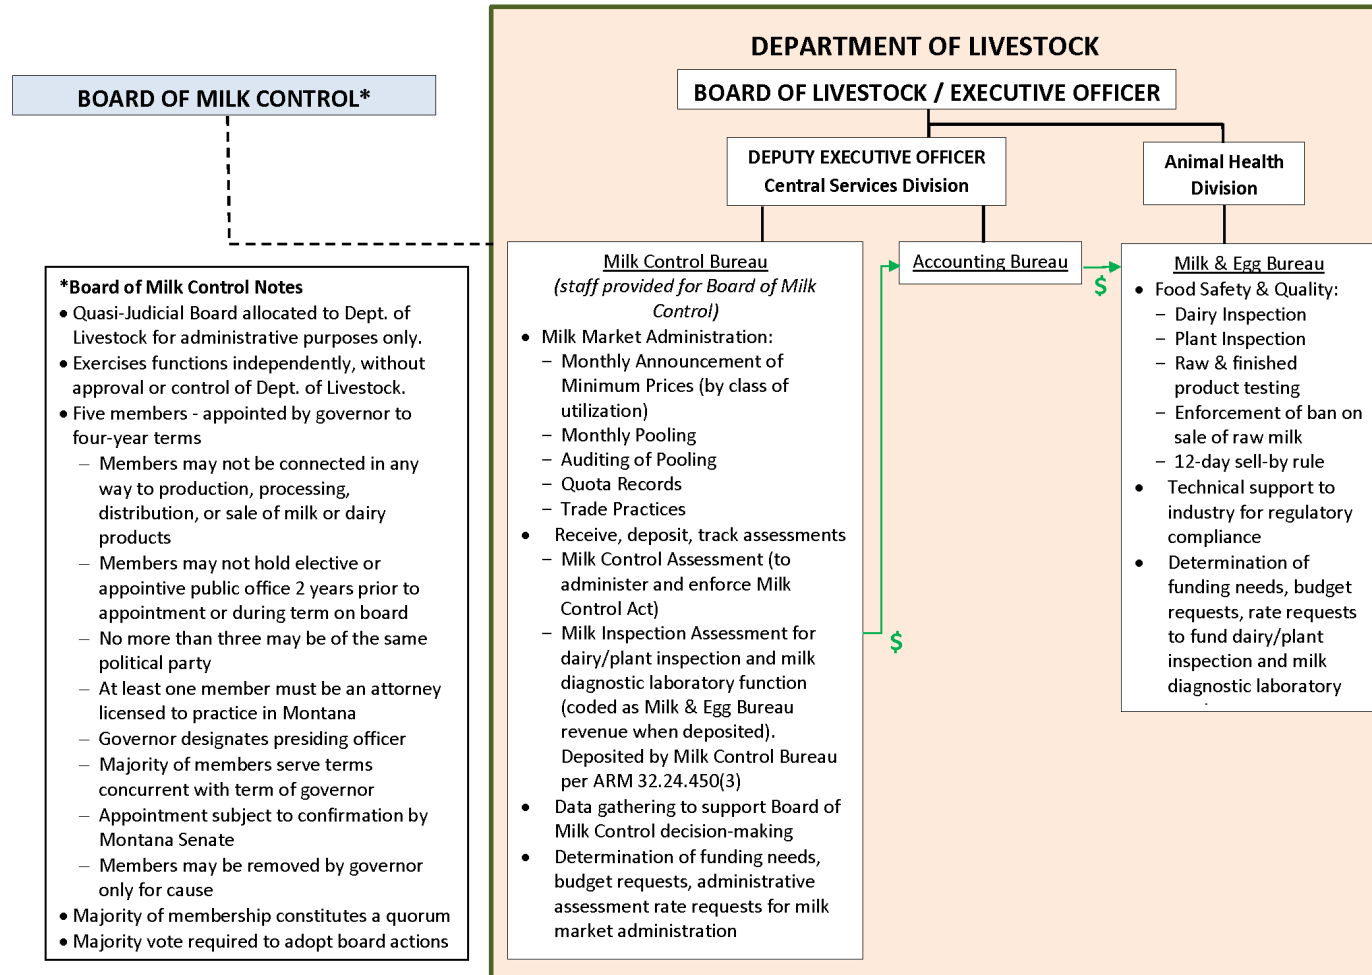 DEPARTMENT OF LIVESTOCK
BOARD OF MILK CONTROL*
BOARD OF LIVESTOCK / EXECUTIVE OFFICER
DEPUTY EXECUTIVE OFFICER
Central Services Division
Animal Health
Division
*Board of Milk Control Notes
• Quasi-Judicial Board allocated to Dept. of
Livestock for administrative purposes only.
• Exercises functions independently, without
approval or control of Dept. of Livestock.
• Five members - appointed by governor to
four-year terms
– Members may not be connected in any
way to production, processing,
distribution, or sale of milk or dairy
products
– Members may not hold elective or
appointive public office 2 years prior to
appointment or during term on board
– No more than three may be of the same
political party
– At least one member must be an attorney
licensed to practice in Montana
– Governor designates presiding officer
– Majority of members serve terms
concurrent with term of governor
– Appointment subject to confirmation by
Montana Senate
– Members may be removed by governor
only for cause
• Majority of membership constitutes a quorum
• Majority vote required to adopt board actions
Milk Control Bureau
(staff provided for Board of Milk
Control)
• Milk Market Administration:
– Monthly Announcement of
Minimum Prices (by class of
utilization)
– Monthly Pooling
– Auditing of Pooling
– Quota Records
– Trade Practices
• Receive, deposit, track assessments
– Milk Control Assessment (to
administer and enforce Milk
Control Act)
– Milk Inspection Assessment for
dairy/plant inspection and milk
diagnostic laboratory function
(coded as Milk & Egg Bureau
revenue when deposited).
Deposited by Milk Control Bureau
per ARM 32.24.450(3)
• Data gathering to support Board of
Milk Control decision-making
• Determination of funding needs,
budget requests, administrative
assessment rate requests for milk
market administration
$
Accounting Bureau
$
Milk & Egg Bureau
• Food Safety & Quality:
– Dairy Inspection
– Plant Inspection
– Raw & finished
product testing
– Enforcement of ban on
sale of raw milk
– 12-day sell-by rule
• Technical support to
industry for regulatory
compliance
• Determination of
funding needs, budget
requests, rate requests
to fund dairy/plant
inspection and milk
diagnostic laboratory